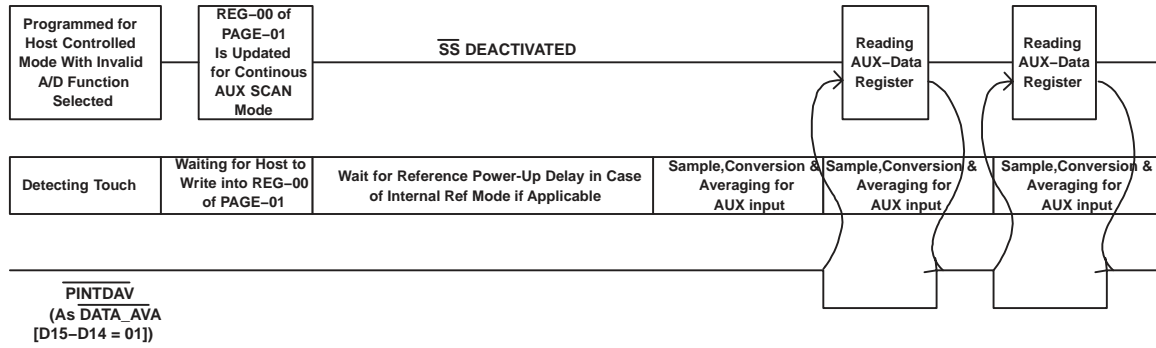 Programmed for
Host Controlled
Mode With Invalid
A/D Function
Selected
REG–00 of
PAGE–01
Is Updated
for Continous
AUX SCAN
Mode
SS DEACTIVATED
Reading
AUX–Data
Register
Reading
AUX–Data
Register
Detecting Touch
Waiting for Host to
Write into REG–00
of PAGE–01
Wait for Reference Power-Up Delay in Case
of Internal Ref Mode if Applicable
Sample,Conversion &
Averaging for
AUX input
Sample,Conversion &
Averaging for
AUX input
Sample,Conversion &
Averaging for
AUX input
PINTDAV
(As DATA_AVA
[D15–D14 = 01])